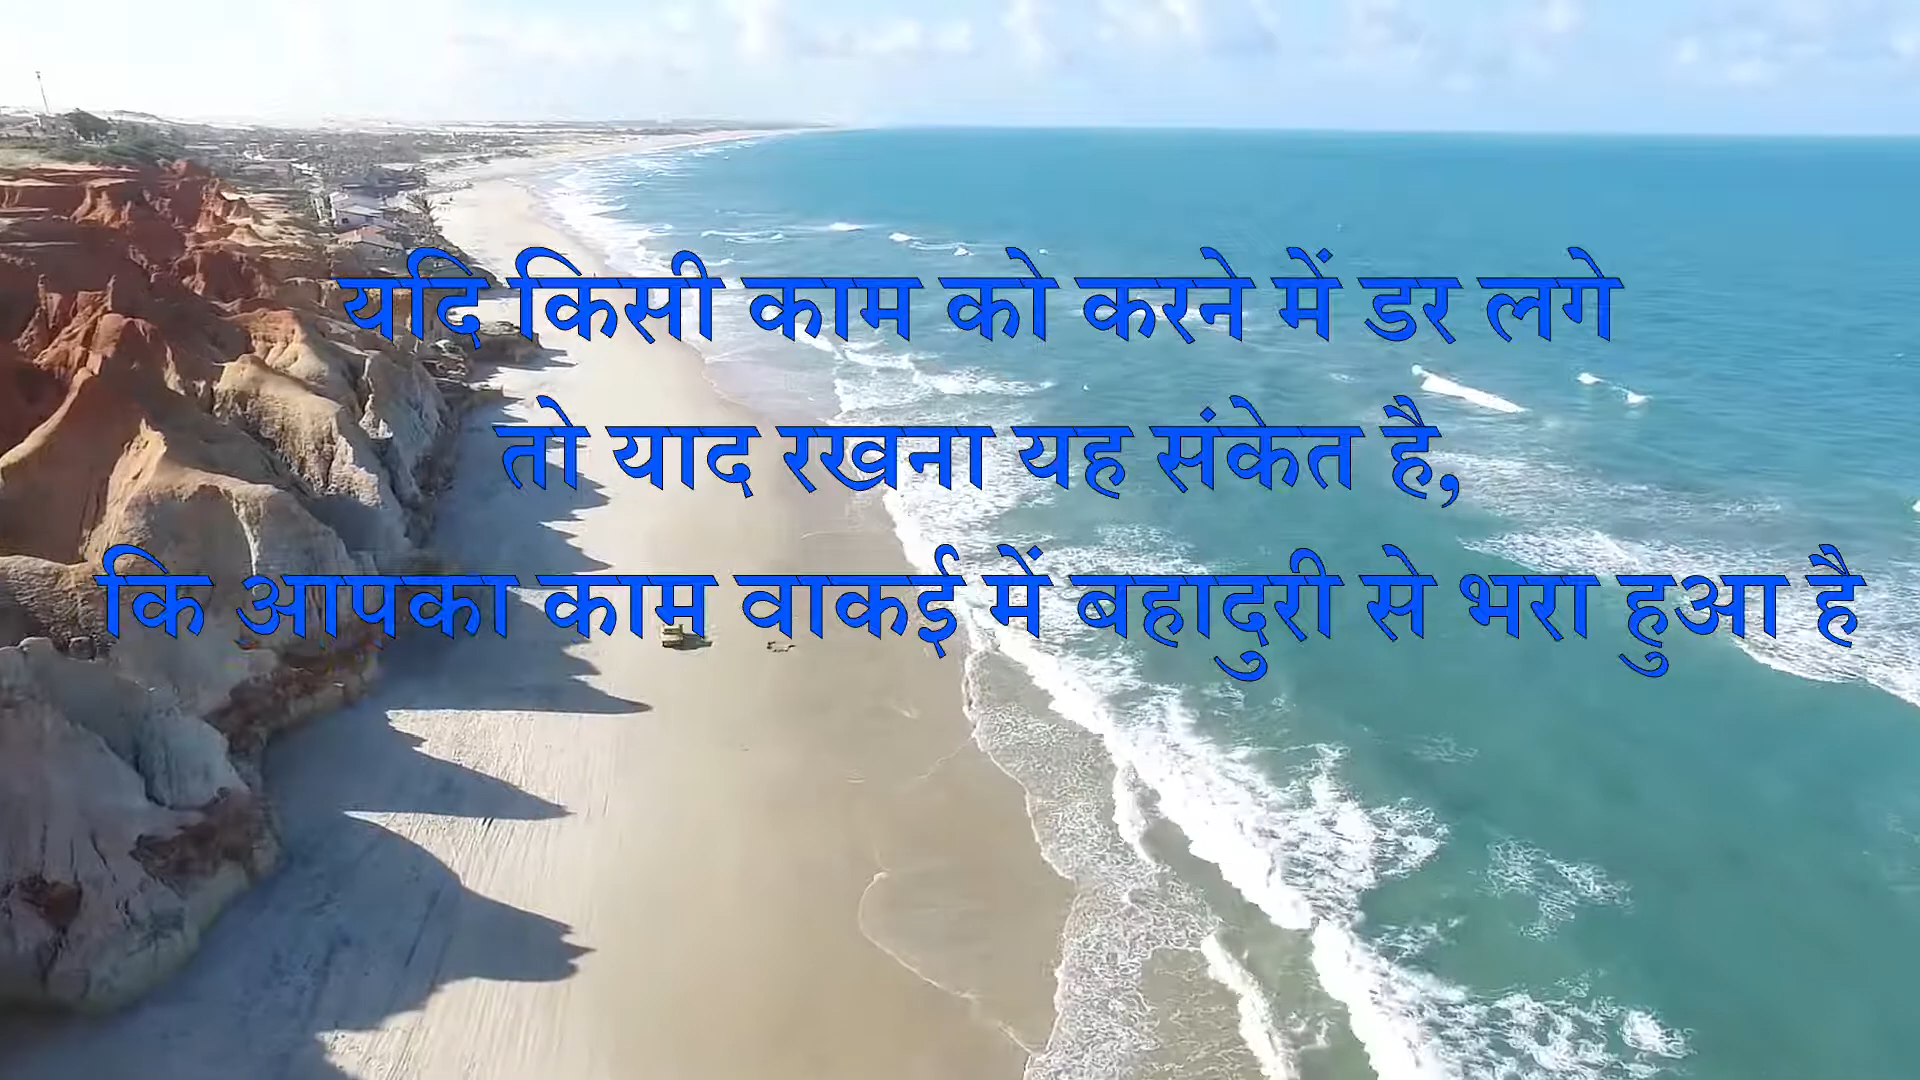 यदि किसी काम को करने में डर लगे
तो याद रखना यह संकेत है,
कि आपका काम वाकई में बहादुरी से भरा हुआ है